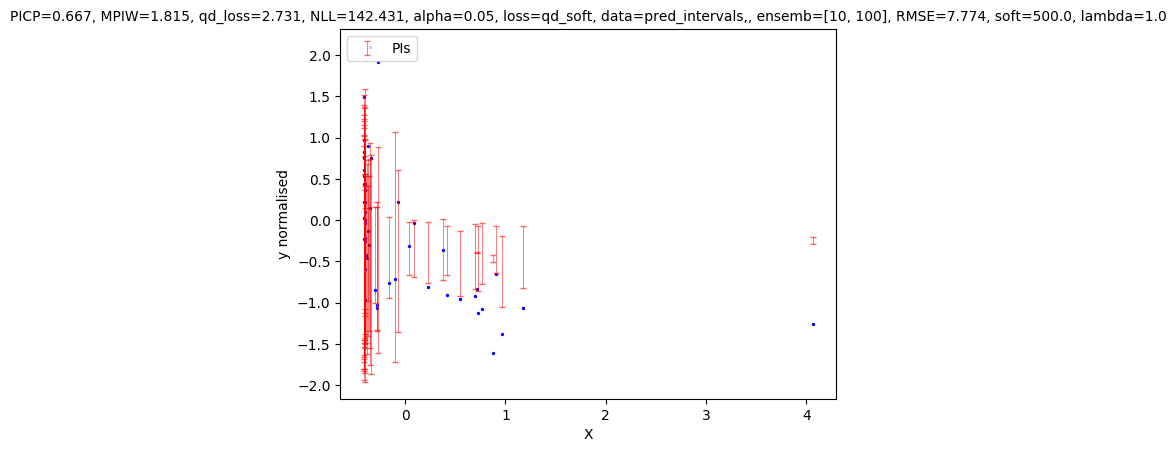 PICP=0.667, MPIW=1.815, qd_loss=2.731, NLL=142.431, alpha=0.05, loss=qd_soft, data=pred_intervals,, ensemb=[10, 100], RMSE=7.774, soft=500.0, lambda=1.0
PIs
2.0
1.5
1.0
0.5
0.0
−0.5
−1.0
−1.5
−2.0
y normalised
0 1 2 3 4
X